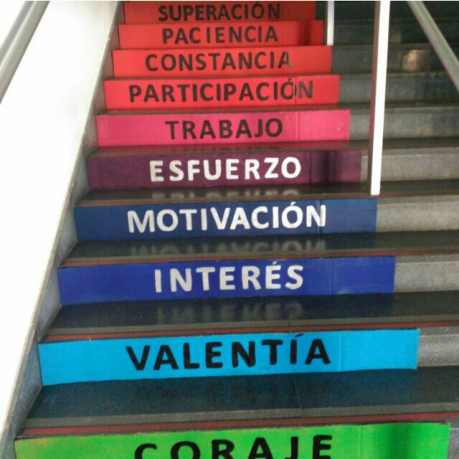 SUPERACIÓN
PACIENCIA
CONSTANCIA
PARTICIPACIÓN
TRABAJO
ESFUERZO
MOTIVACIÓN
INTERÉS
VALENTÍA
CORAJE